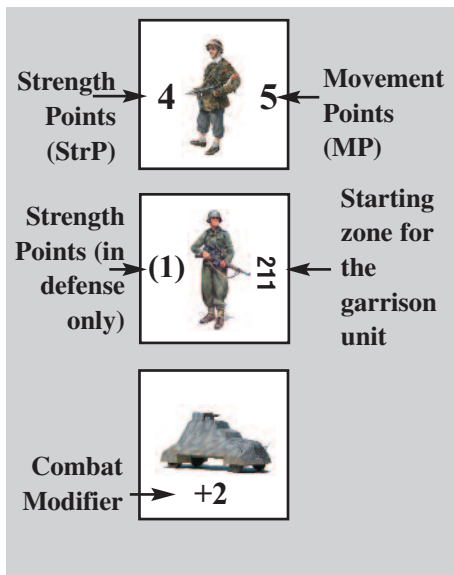 Strength
Points
(StrP)
4
5
Movement
Points
(MP)
Strength
Points (in
defense
only)
(1)
211
Starting
zone for
the
garrison
unit
Combat
Modifier
+2